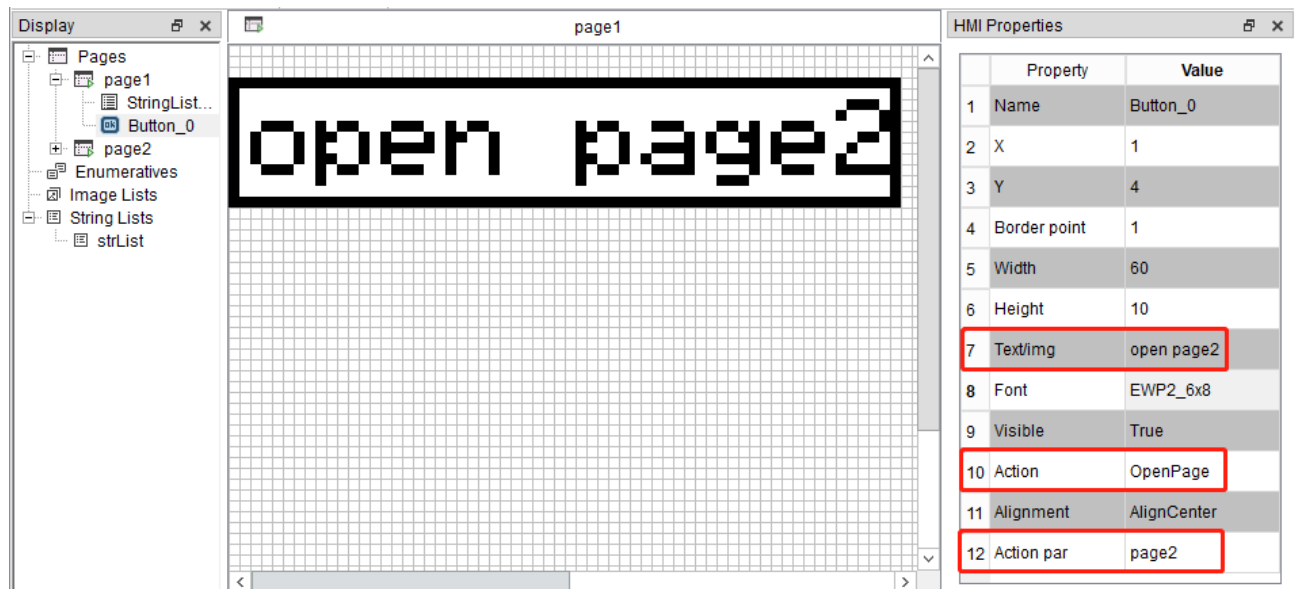 Display
Pages
page1
StringList...
Button_0
page2
Enumeratives
Image Lists
String Lists
strList
page1
open page2
HMI Properties
Property Value
1 Name Button_0
2 X 1
3 Y 4
4 Border point 1
5 Width 60
6 Height 10
7 Text/img open page2
8 Font EWP2_6x8
9 Visible True
10 Action OpenPage
11 Alignment AlignCenter
12 Action par page2